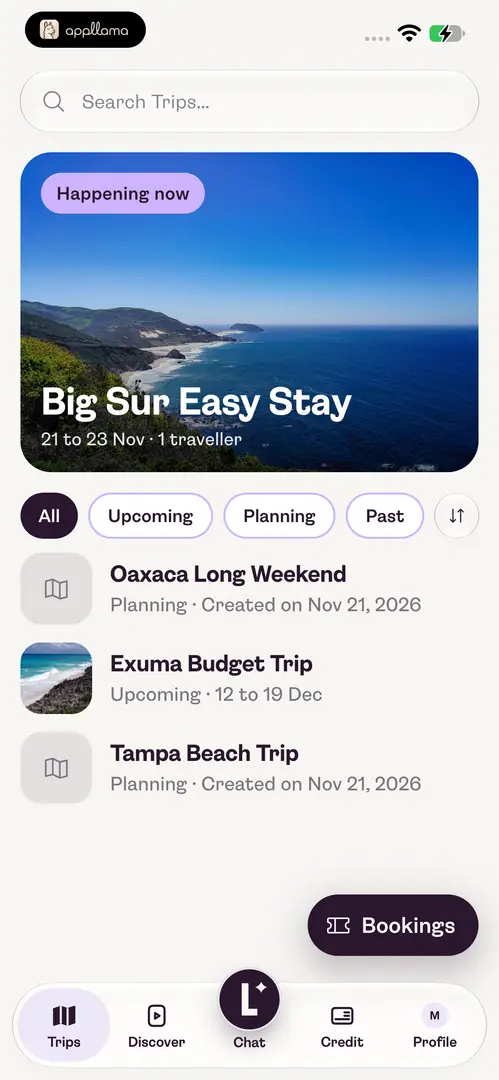 appllama
Search Trips...
Happening now
Big Sur Easy Stay
21 to 23 Nov · 1 traveller
All
Upcoming
Planning
Past
Oaxaca Long Weekend
Planning · Created on Nov 21, 2026
Exuma Budget Trip
Upcoming · 12 to 19 Dec
Tampa Beach Trip
Planning · Created on Nov 21, 2026
Bookings
L
M
Trips
Discover
Chat
Credit
Profile